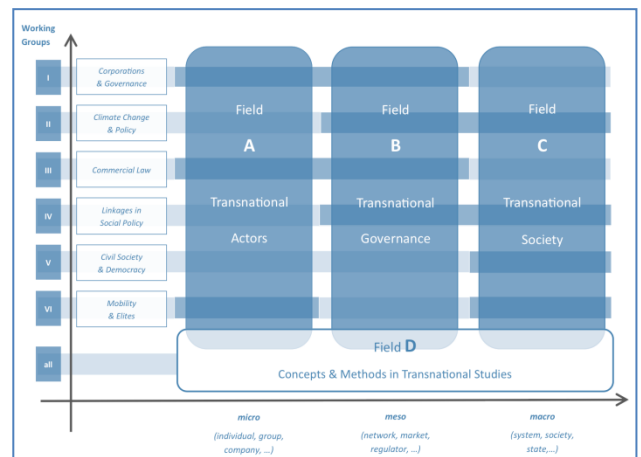 Working
Groups
I
Corporations
& Governance
II
Climate Change
& Policy
III
Commercial Law
IV
Linkages in
Social Policy
V
Civil Society
& Democracy
VI
Mobility
& Elites
all
Field
A
Transnational
Actors
Field
B
Transnational
Governance
Field
C
Transnational
Society
Field D
Concepts & Methods in Transnational Studies
micro
(individual, group,
company, ...)
meso
(network, market,
regulator, ...)
macro
(system, society,
state,...)